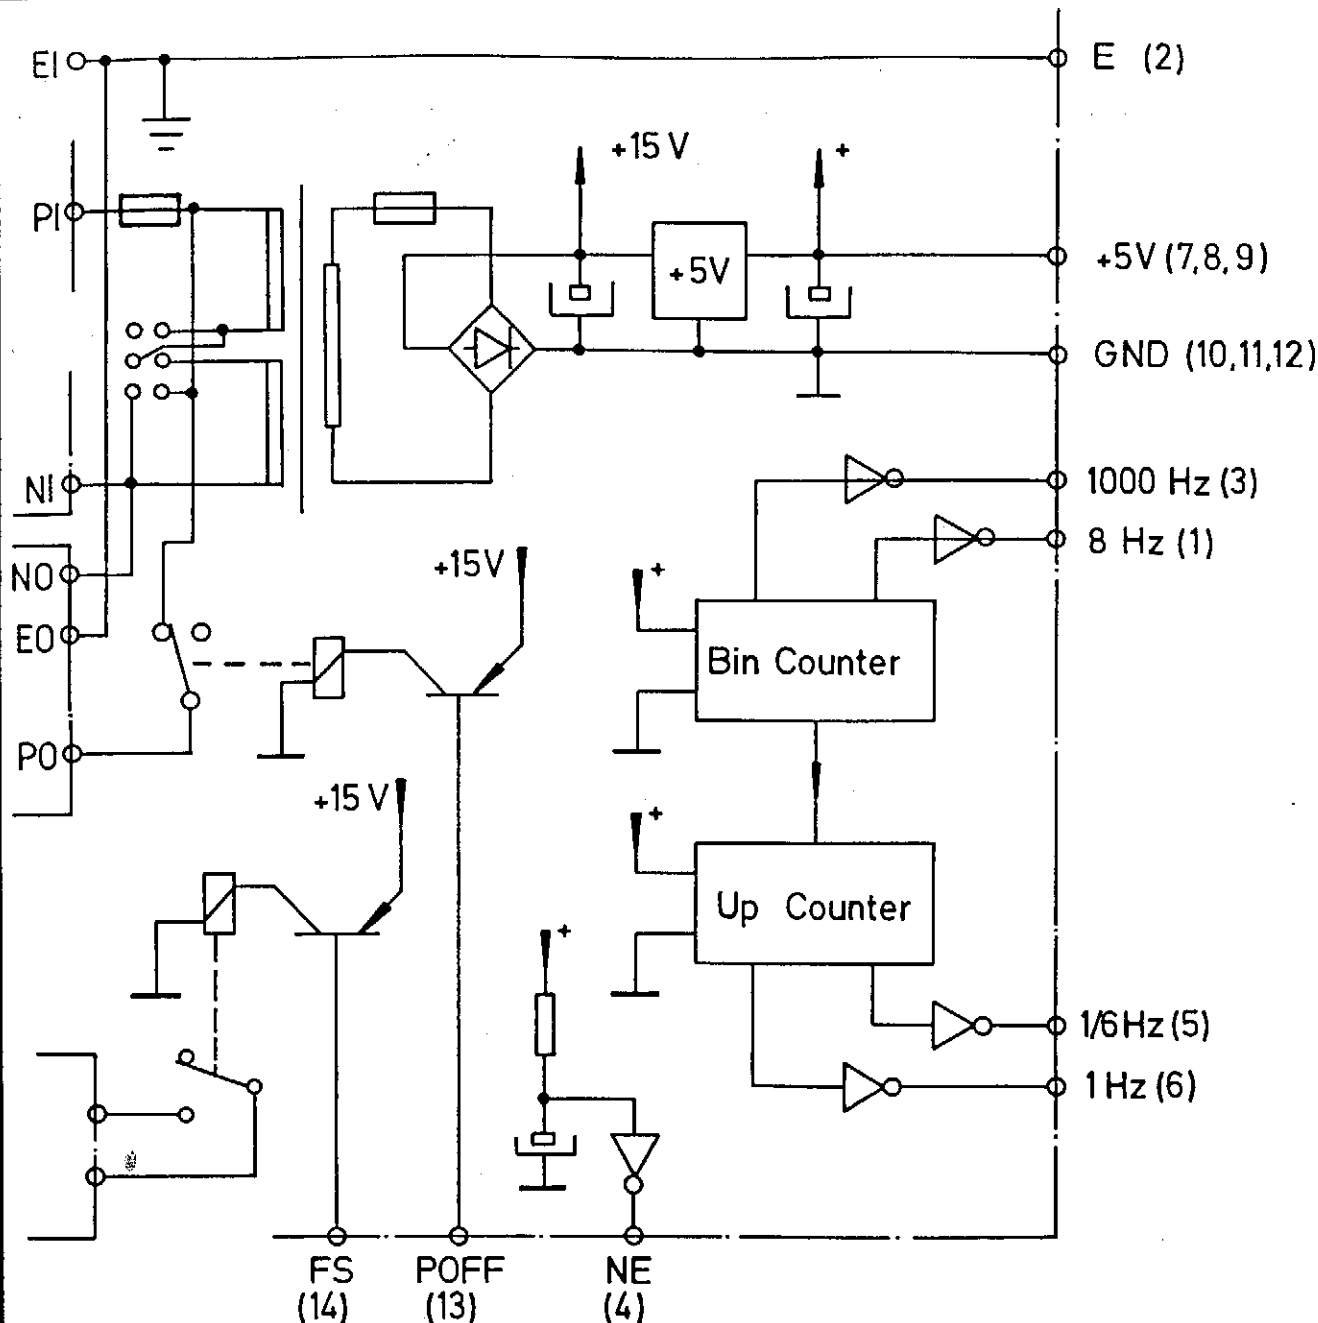 EI
E (2)
+15 V
+
PI
+5V
+5V (7,8,9)
GND (10,11,12)
NI
1000 Hz (3)
8 Hz (1)
NO
+15V
+
EO
Bin Counter
PO
+15 V
+
Up Counter
+
1/6Hz (5)
1 Hz (6)
FS
(14)
POFF
(13)
NE
(4)